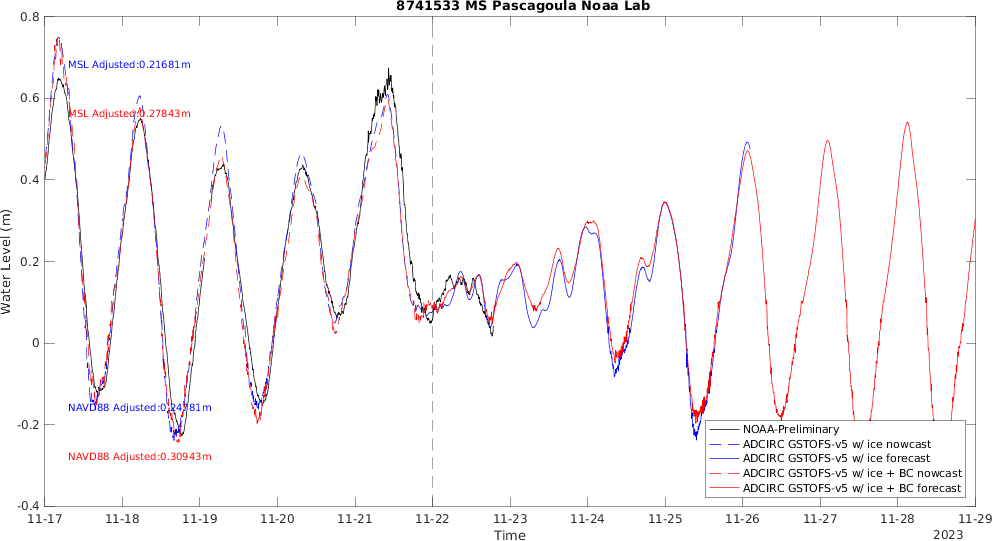 8741533 MS Pascagoula Noaa Lab
0.8
0.6
0.4
0.2
0
-0.2
-0.4
Water Level (m)
MSL Adjusted:0.21681m
MSL Adjusted:0.27843m
NAVD88 Adjusted:0.24781m
NAVD88 Adjusted:0.30943m
NOAA-Preliminary
ADCIRC GSTOFS-v5 w/ ice nowcast
ADCIRC GSTOFS-v5 w/ ice forecast
ADCIRC GSTOFS-v5 w/ ice + BC nowcast
ADCIRC GSTOFS-v5 w/ ice + BC forecast
11-17 11-18 11-19 11-20 11-21 11-22 11-23 11-24 11-25 11-26 11-27 11-28 11-29
Time
2023